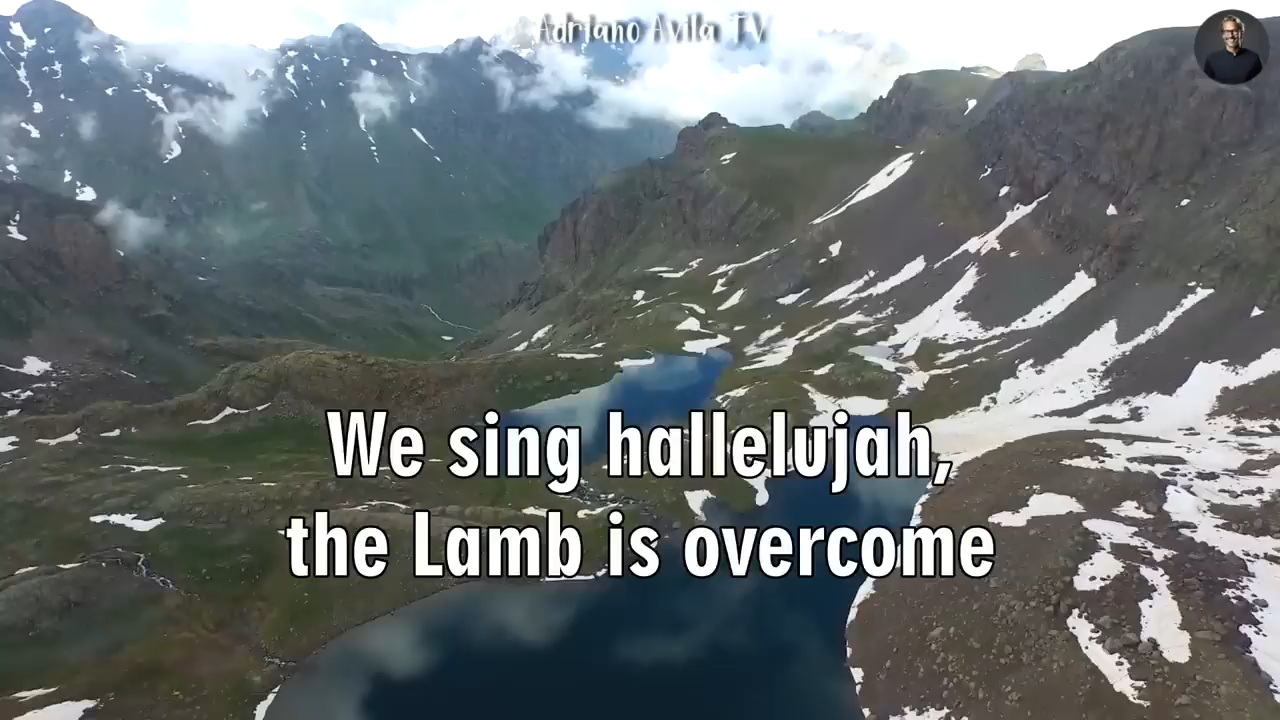 Adriano Avila TV
We sing hallelujah,
the Lamb is overcome